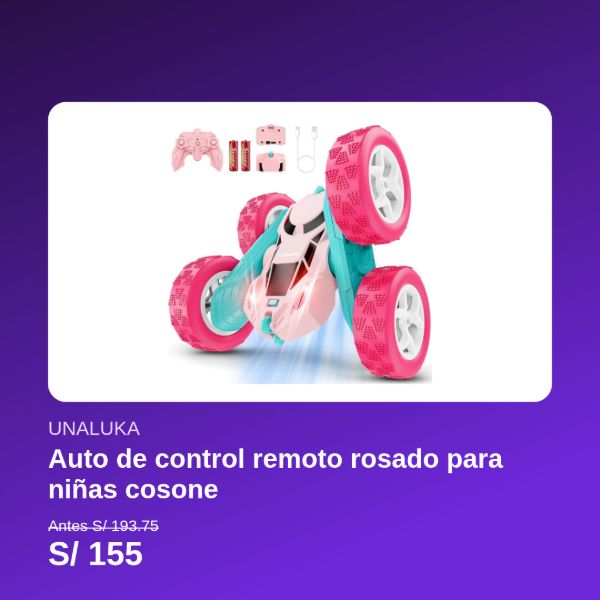 UNALUKA
Auto de control remoto rosado para
niñas cosone
Antes S/ 193.75
S/ 155